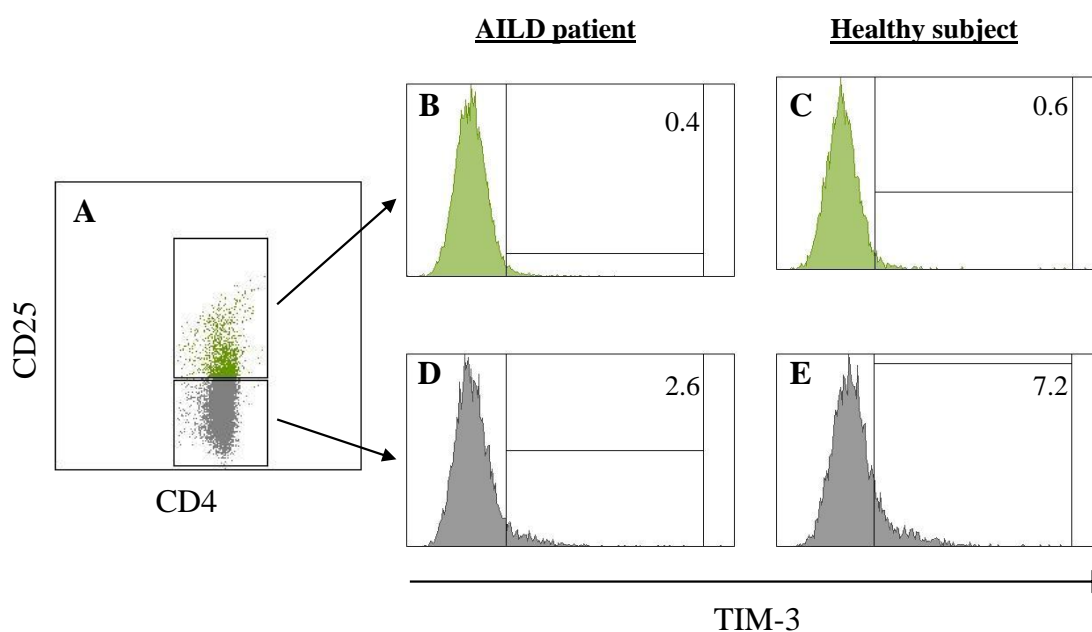 AILD patient
Healthy subject
B
0.4
C
0.6
A
CD25
CD4
D
2.6
E
7.2
TIM-3